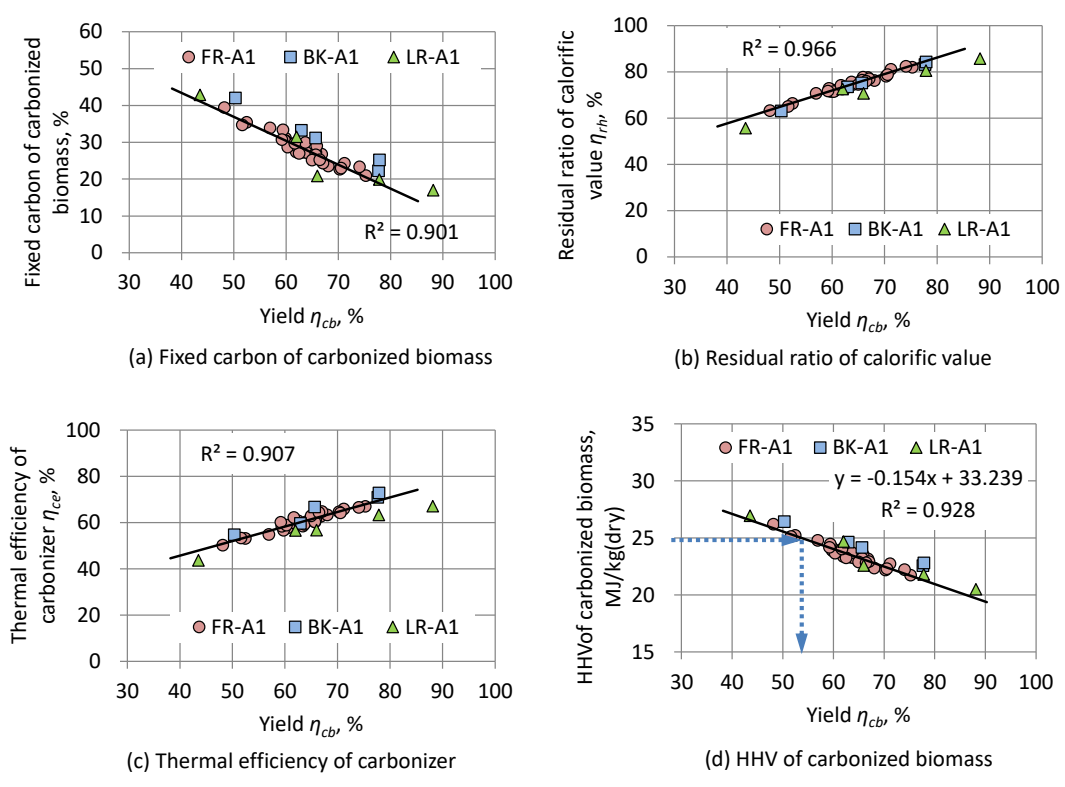 Fixed carbon of carbonized
biomass, %
60
50
40
30
20
10
0
FR-A1 BK-A1 LR-A1
R² = 0.901
30 40 50 60 70 80 90 100
Yield ηcb, %
(a) Fixed carbon of carbonized biomass
Residual ratio of calorific
value ηrh, %
100
80
60
40
20
0
R² = 0.966
FR-A1 BK-A1 LR-A1
30 40 50 60 70 80 90 100
Yield ηcb, %
(b) Residual ratio of calorific value
Thermal efficiency of
carbonizer ηce, %
100
80
60
40
20
0
R² = 0.907
FR-A1 BK-A1 LR-A1
30 40 50 60 70 80 90 100
Yield ηcb, %
(c) Thermal efficiency of carbonizer
HHVof carbonized biomass,
MJ/kg(dry)
35
30
25
20
15
FR-A1 BK-A1 LR-A1
y = -0.154x + 33.239
R² = 0.928
30 40 50 60 70 80 90 100
Yield ηcb, %
(d) HHV of carbonized biomass